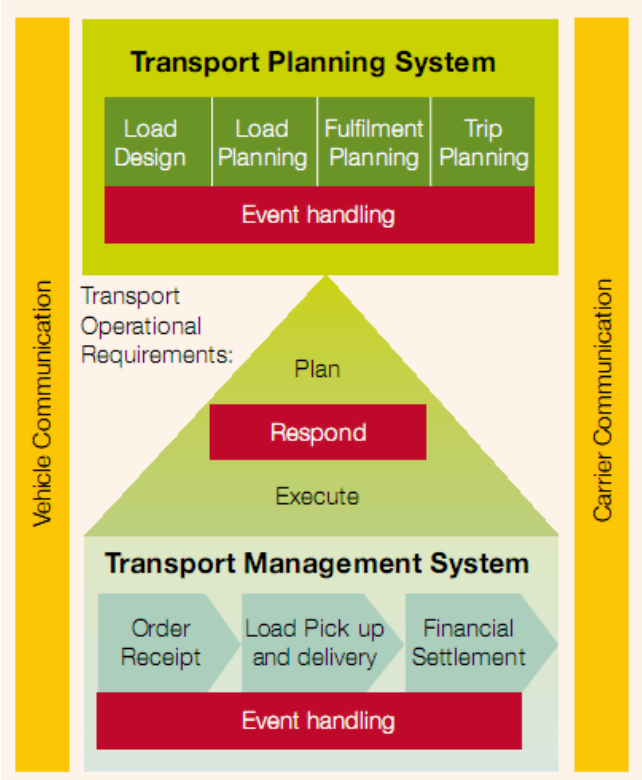 Vehicle Communication
Transport Planning System
Load
Design
Load
Planning
Fulfilment
Planning
Trip
Planning
Event handling
Transport
Operational
Requirements:
Plan
Respond
Execute
Transport Management System
Order
Receipt
Load Pick up
and delivery
Financial
Settlement
Event handling
Carrier Communication